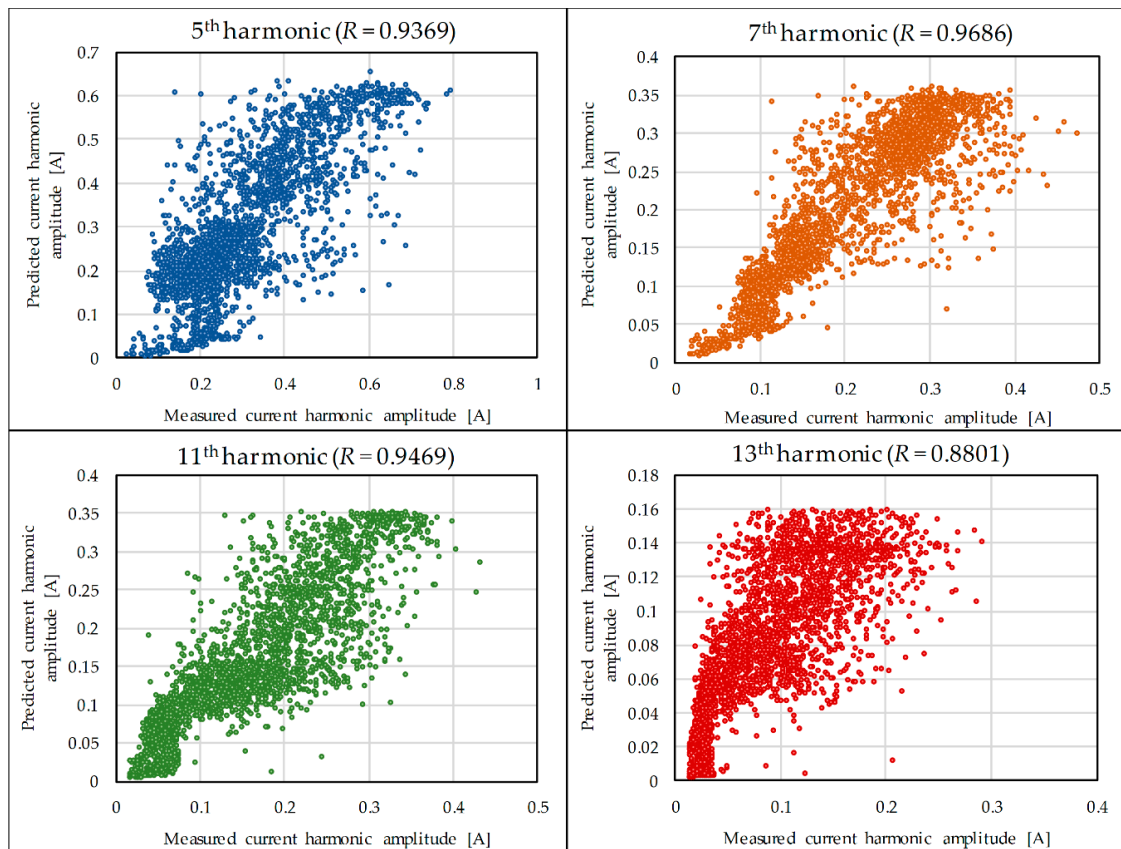 5th harmonic (R = 0.9369)
Predicted current harmonic
amplitude [A]
0.7
0.6
0.5
0.4
0.3
0.2
0.1
0
0 0.2 0.4 0.6 0.8 1
Measured current harmonic amplitude [A]
7th harmonic (R = 0.9686)
Predicted current harmonic
amplitude [A]
0.4
0.35
0.3
0.25
0.2
0.15
0.1
0.05
0
0 0.1 0.2 0.3 0.4 0.5
Measured current harmonic amplitude [A]
11th harmonic (R = 0.9469)
Predicted current harmonic
amplitude [A]
0.4
0.35
0.3
0.25
0.2
0.15
0.1
0.05
0
0 0.1 0.2 0.3 0.4 0.5
Measured current harmonic amplitude [A]
13th harmonic (R = 0.8801)
Predicted current harmonic
amplitude [A]
0.18
0.16
0.14
0.12
0.1
0.08
0.06
0.04
0.02
0
0 0.1 0.2 0.3 0.4
Measured current harmonic amplitude [A]